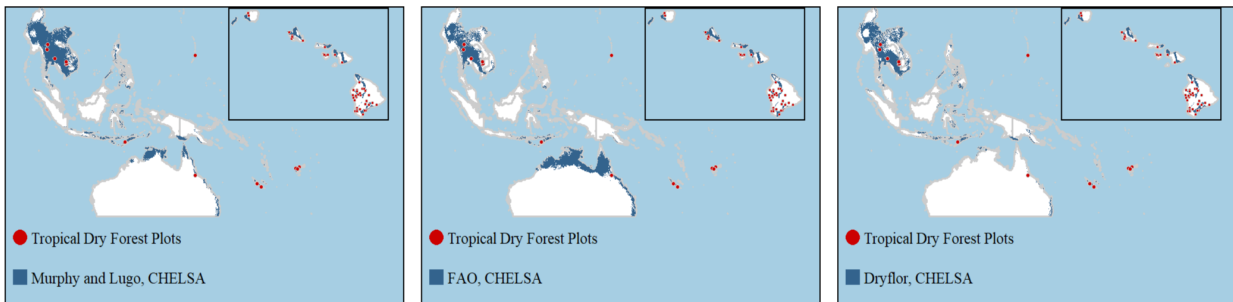 Tropical Dry Forest Plots
Murphy and Lugo, CHELSA
Tropical Dry Forest Plots
FAO, CHELSA
Tropical Dry Forest Plots
Dryflor, CHELSA